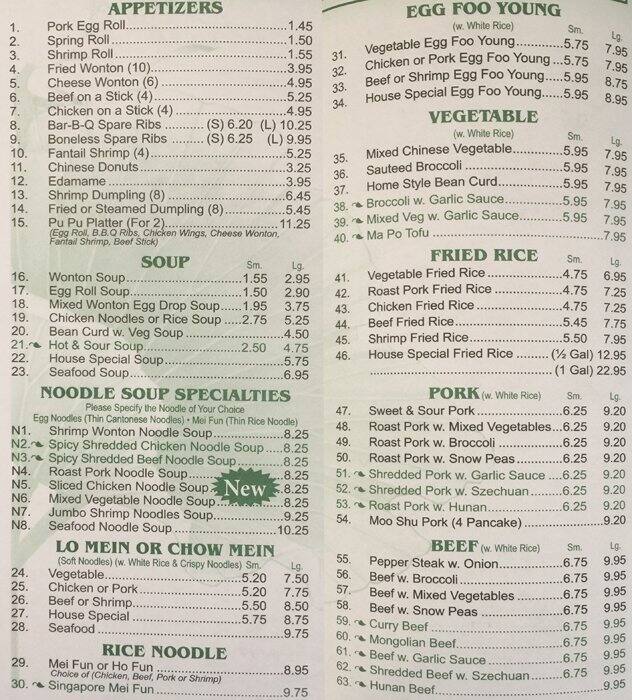 APPETIZERS
1. Pork Egg Roll 1.45
2. Spring Roll 1.50
3. Shrimp Roll 1.55
4. Fried Wonton (10) 3.95
5. Cheese Wonton (6) 4.95
6. Beef on a Stick (4) 5.25
7. Chicken on a Stick (4) 4.95
8. Bar-B-Q Spare Ribs (S) 6.20 (L) 10.25
9. Boneless Spare Ribs (S) 6.25 (L) 9.95
10. Fantail Shrimp (4) 5.25
11. Chinese Donuts 3.25
12. Edamame 3.95
13. Shrimp Dumpling (8) 6.45
14. Fried or Steamed Dumpling (8) 5.45
15. Pu Pu Platter (For 2) 11.25
(Egg Roll, B.B.Q Ribs, Chicken Wings, Cheese Wonton,
Fantail Shrimp, Beef Stick)
SOUP Sm. Lg.
16. Wonton Soup 1.55 2.95
17. Egg Roll Soup 1.50 2.90
18. Mixed Wonton Egg Drop Soup 1.95 3.75
19. Chicken Noodles or Rice Soup 2.75 5.25
20. Bean Curd w. Veg Soup 4.50
21. Hot & Sour Soup 2.50 4.75
22. House Special Soup 5.75
23. Seafood Soup 6.95
NOODLE SOUP SPECIALTIES
Please Specify the Noodle of Your Choice
Egg Noodles (Thin Cantonese Noodles) • Mei Fun (Thin Rice Noodle)
N1. Shrimp Wonton Noodle Soup 8.25
N2. Spicy Shredded Chicken Noodle Soup 8.25
N3. Spicy Shredded Beef Noodle Soup 8.25
N4. Roast Pork Noodle Soup 8.25
N5. Sliced Chicken Noodle Soup 8.25
N6. Mixed Vegetable Noodle Soup 8.25
New
N7. Jumbo Shrimp Noodles Soup 9.25
N8. Seafood Noodle Soup 10.25
LO MEIN OR CHOW MEIN
(Soft Noodles) (w. White Rice & Crispy Noodles) Sm. Lg.
24. Vegetable 5.20 7.50
25. Chicken or Pork 5.20 7.75
26. Beef or Shrimp 5.50 8.50
27. House Special 5.75 8.75
28. Seafood 9.75
RICE NOODLE
29. Mei Fun or Ho Fun 8.95
Choice of (Chicken, Beef, Pork or Shrimp)
30. Singapore Mei Fun 9.75
EGG FOO YOUNG
(w. White Rice) Sm. Lg.
31. Vegetable Egg Foo Young 5.75 7.95
32. Chicken or Pork Egg Foo Young 5.75 7.95
33. Beef or Shrimp Egg Foo Young 5.95 8.75
34. House Special Egg Foo Young 5.95 8.95
VEGETABLE
(w. White Rice) Sm. Lg.
35. Mixed Chinese Vegetable 5.95 7.95
36. Sauteed Broccoli 5.95 7.95
37. Home Style Bean Curd 5.95 7.95
38. Broccoli w. Garlic Sauce 5.95 7.95
39. Mixed Veg w. Garlic Sauce 5.95 7.95
40. Ma Po Tofu 7.95
FRIED RICE Sm. Lg.
41. Vegetable Fried Rice 4.75 6.95
42. Roast Pork Fried Rice 4.75 7.25
43. Chicken Fried Rice 4.75 7.25
44. Beef Fried Rice 5.45 7.75
45. Shrimp Fried Rice 5.50 7.95
46. House Special Fried Rice (½ Gal) 12.95
(1 Gal) 22.95
PORK (w. White Rice) Sm. Lg.
47. Sweet & Sour Pork 6.25 9.20
48. Roast Pork w. Mixed Vegetables 6.25 9.20
49. Roast Pork w. Broccoli 6.25 9.20
50. Roast Pork w. Snow Peas 6.25 9.20
51. Shredded Pork w. Garlic Sauce 6.25 9.20
52. Shredded Pork w. Szechuan 6.25 9.20
53. Roast Pork w. Hunan 6.25 9.20
54. Moo Shu Pork (4 Pancake) 9.20
BEEF (w. White Rice) Sm. Lg.
55. Pepper Steak w. Onion 6.75 9.95
56. Beef w. Broccoli 6.75 9.95
57. Beef w. Mixed Vegetables 6.75 9.95
58. Beef w. Snow Peas 6.75 9.95
59. Curry Beef 6.75 9.95
60. Mongolian Beef 6.75 9.95
61. Beef w. Garlic Sauce 6.75 9.95
62. Shredded Beef w. Szechuan 6.75 9.95
63. Hunan Beef 9.95